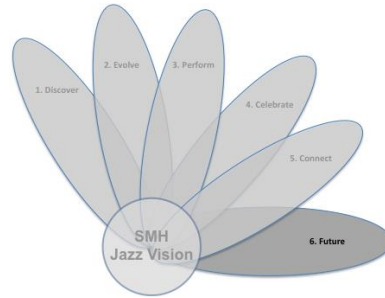 1. Discover
2. Evolve
3. Perform
4. Celebrate
5. Connect
6. Future
SMH
Jazz Vision